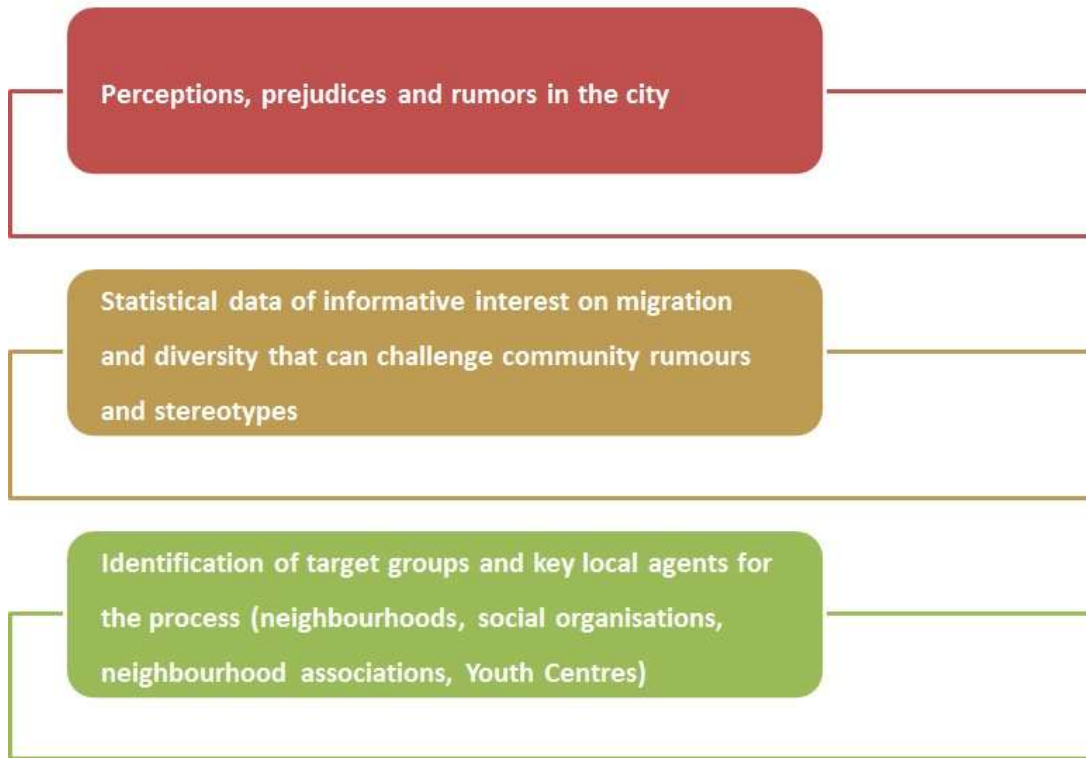 Perceptions, prejudices and rumors in the city
Statistical data of informative interest on migration
and diversity that can challenge community rumours
and stereotypes
Identification of target groups and key local agents for
the process (neighbourhoods, social organisations,
neighbourhood associations, Youth Centres)